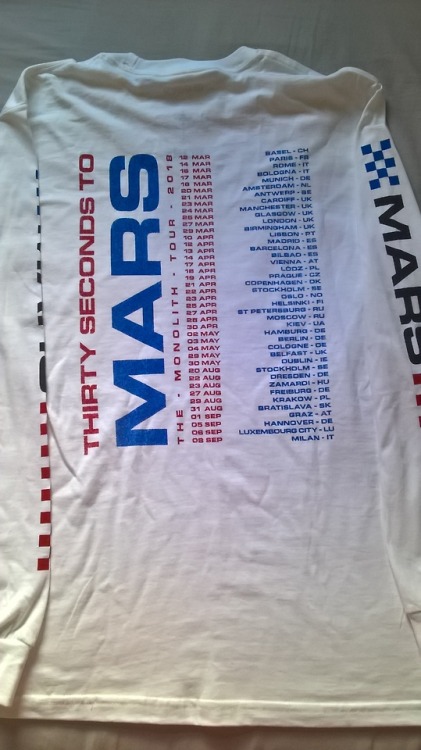 THIRTY SECONDS TO
MARS
THE - MONOLITH - TOUR - 2018
12 MAR
14 MAR
16 MAR
17 MAR
18 MAR
20 MAR
21 MAR
23 MAR
24 MAR
MAR
27 MAR
29 MAR
10 APR
12 APR
13 APR
14 APR
17 APR
18 APR
19 APR
21 APR
22 APR
APR
25 APR
27 APR
28 APR
30 APR
02 MAY
03 MAY
04 MAY
30 MAY
20 AUG
22 AUG
23 AUG
27 AUG
29 AUG
31 AUG
01 SEP
05 SEP
06 SEP
08 SEP
BASEL - CH
PARIS - FR
ROME - IT
BOLOGNA - IT
MUNICH - DE
AMSTERDAM - NL
ANTWERP - BE
CARDIFF - UK
MANCHESTER - UK
GLASGOW - UK
LONDON - UK
BIRMINGHAM - UK
LISBON - PT
MADRID - ES
BARCELONA - ES
BILBAO - ES
VIENNA - AT
LÓDZ - PL
PRAGUE - CZ
COPENHAGEN - DK
STOCKHOLM - SE
OSLO - NO
HELSINKI - FI
ST PETERSBURG - RU
MOSCOW - RU
KIEV - UA
HAMBURG - DE
BERLIN - DE
COLOGNE - DE
BELFAST - UK
DUBLIN - IE
STOCKHOLM - SE
DRESDEN - DE
ZAMARDI - HU
FREIBURG - DE
KRAKOW - PL
BRATISLAVA - SK
GRAZ - AT
HANNOVER - DE
LUXEMBOURG CITY - LU
MILAN - IT
MARS